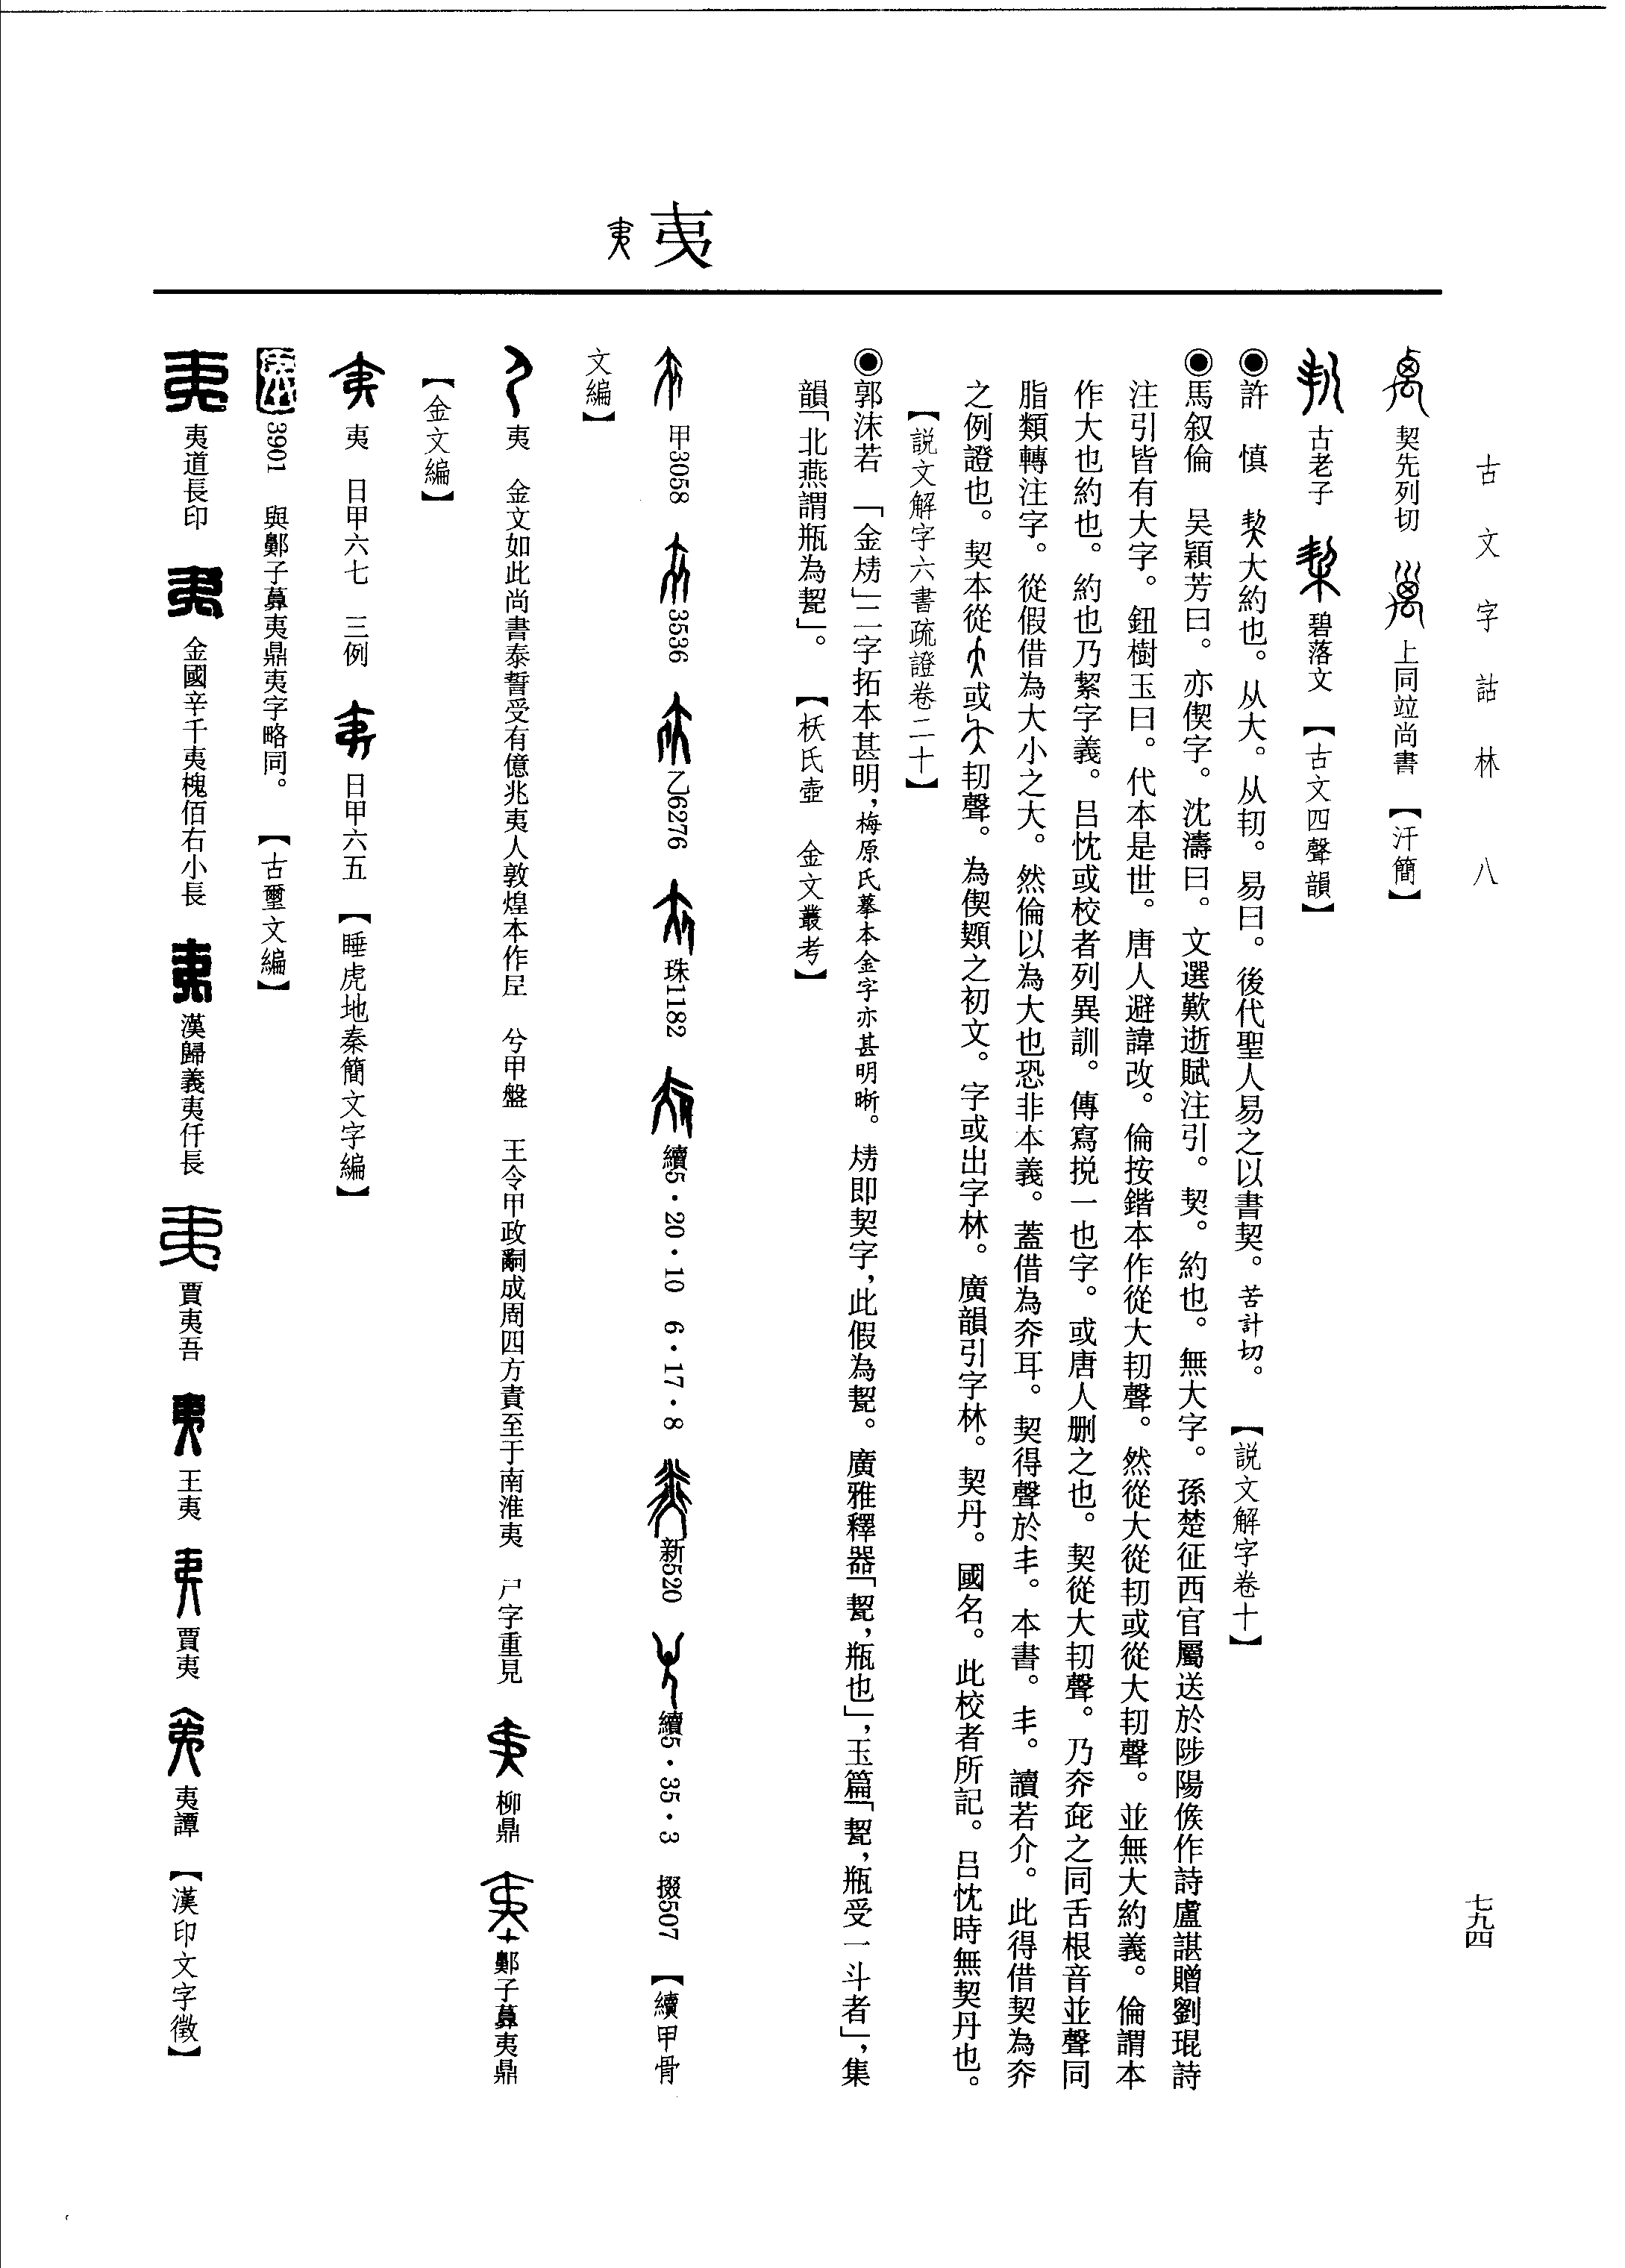 古文字詁林　八
七九四
夷
契先列切　上同竝尚書　【汗簡】
古老子　碧落文　【古文四聲韻】
◉許　慎　契大約也。从大。从㓞。易曰。後代聖人易之以書契。苦計切。　【説文解字卷十】
◉馬叙倫　吴穎芳曰。亦偰字。沈濤曰。文選歎逝賦注引。契。約也。無大字。孫楚征西官屬送於陟陽候作詩盧諶贈劉琨詩
注引皆有大字。鈕樹玉曰。代本是世。唐人避諱改。倫按鍇本作從大㓞聲。然從大從㓞或從大㓞聲。並無大約義。倫謂本
作大也約也。約也乃絜字義。吕忱或校者列異訓。傳寫挩一也字。或唐人删之也。契從大㓞聲。乃夰㚌之同舌根音並聲同
脂類轉注字。從假借為大小之大。然倫以為大也恐非本義。蓋借為夰耳。契得聲於丯。本書。丯。讀若介。此得借契為夰
之例證也。契本從或㓞聲。為偰䫔之初文。字或出字林。廣韻引字林。契丹。國名。此校者所記。吕忱時無契丹也。
【説文解字六書疏證卷二十】
◉郭沫若　「金㛃」二字拓本甚明，梅原氏摹本金字亦甚明晰。㛃即契字，此假為㼤。廣雅釋器「㼤，瓶也」，玉篇「㼤，瓶受一斗者」，集
韻「北燕謂瓶為㼤」。　【杕氏壺　金文叢考】
甲3058　3536　乙6276　珠1182　續5·20·10　6·17·8　新520　續5·35·3　掇507　【續甲骨
文編】
夷　金文如此尚書泰誓受有億兆夷人敦煌本作𡰥　兮甲盤　王令甲政𤔲成周四方責至于南淮夷　尸字重見　柳鼎　鄭子䵼夷鼎
【金文編】
夷　日甲六七　三例　日甲六五　【睡虎地秦簡文字編】
3901　與鄭子䵼夷鼎夷字略同。　【古璽文編】
夷道長印　金國辛千夷槐佰右小長　漢歸義夷仟長　賈夷吾　王夷　賈夷　夷譚　【漢印文字徵】